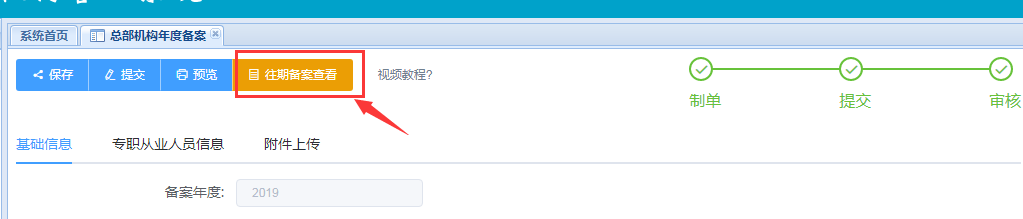 系统首页 总部机构年度备案
保存 提交 预览 往期备案查看 视频教程?
制单 提交 审核
基础信息 专职从业人员信息 附件上传
备案年度: 2019